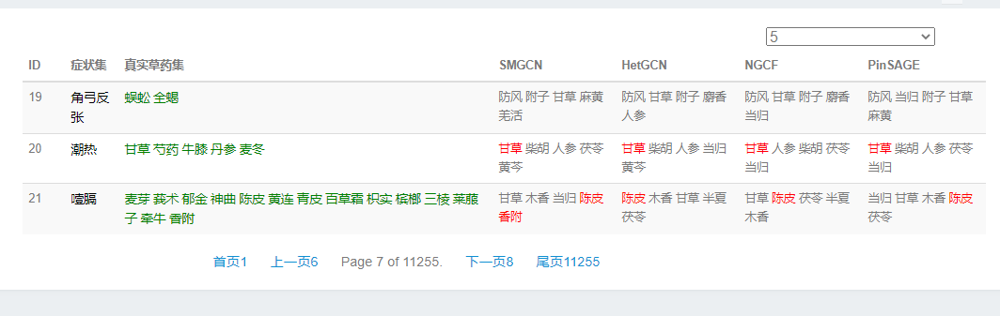 5
ID 症状集 真实草药集 SMGCN HetGCN NGCF PinSAGE
19 角弓反 蜈蚣 全蝎 防风 附子 甘草 麻黄 防风 甘草 附子 麝香 防风 甘草 附子 麝香 防风 当归 附子 甘草
张 羌活 人参 当归 麻黄
20 潮热 甘草 芍药 牛膝 丹参 麦冬 甘草 柴胡 人参 茯苓 甘草 柴胡 人参 当归 甘草 人参 柴胡 茯苓 甘草 柴胡 人参 茯苓
黄芩 黄芩 当归 当归
21 噎膈 麦芽 莪术 郁金 神曲 陈皮 黄连 青皮 百草霜 枳实 槟榔 三棱 莱菔 甘草 木香 当归 陈皮 陈皮 木香 甘草 半夏 甘草 陈皮 茯苓 半夏 当归 甘草 木香 陈皮
子 牵牛 香附 香附 茯苓 木香 茯苓
首页1 上一页6 Page 7 of 11255. 下一页8 尾页11255